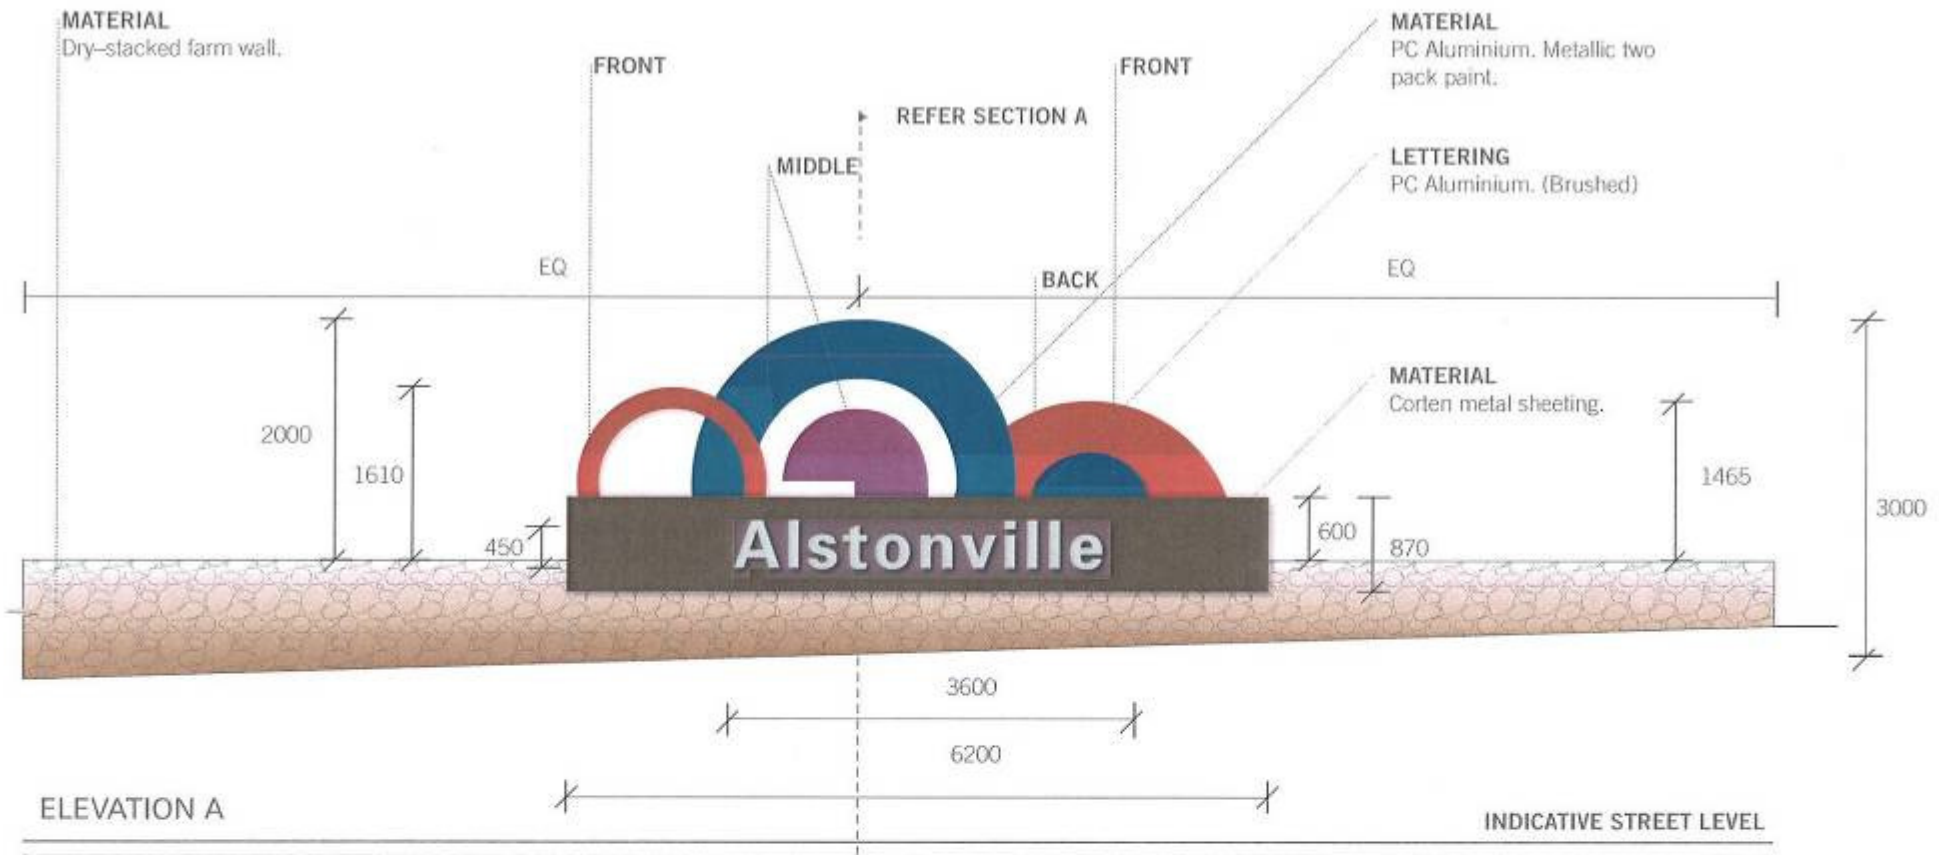 MATERIAL
Dry–stacked farm wall.
FRONT
MIDDLE
REFER SECTION A
FRONT
MATERIAL
PC Aluminium. Metallic two
pack paint.
LETTERING
PC Aluminium. (Brushed)
EQ
BACK
EQ
MATERIAL
Corten metal sheeting.
2000
1610
450
Alstonville
600
870
1465
3000
3600
6200
ELEVATION A
INDICATIVE STREET LEVEL